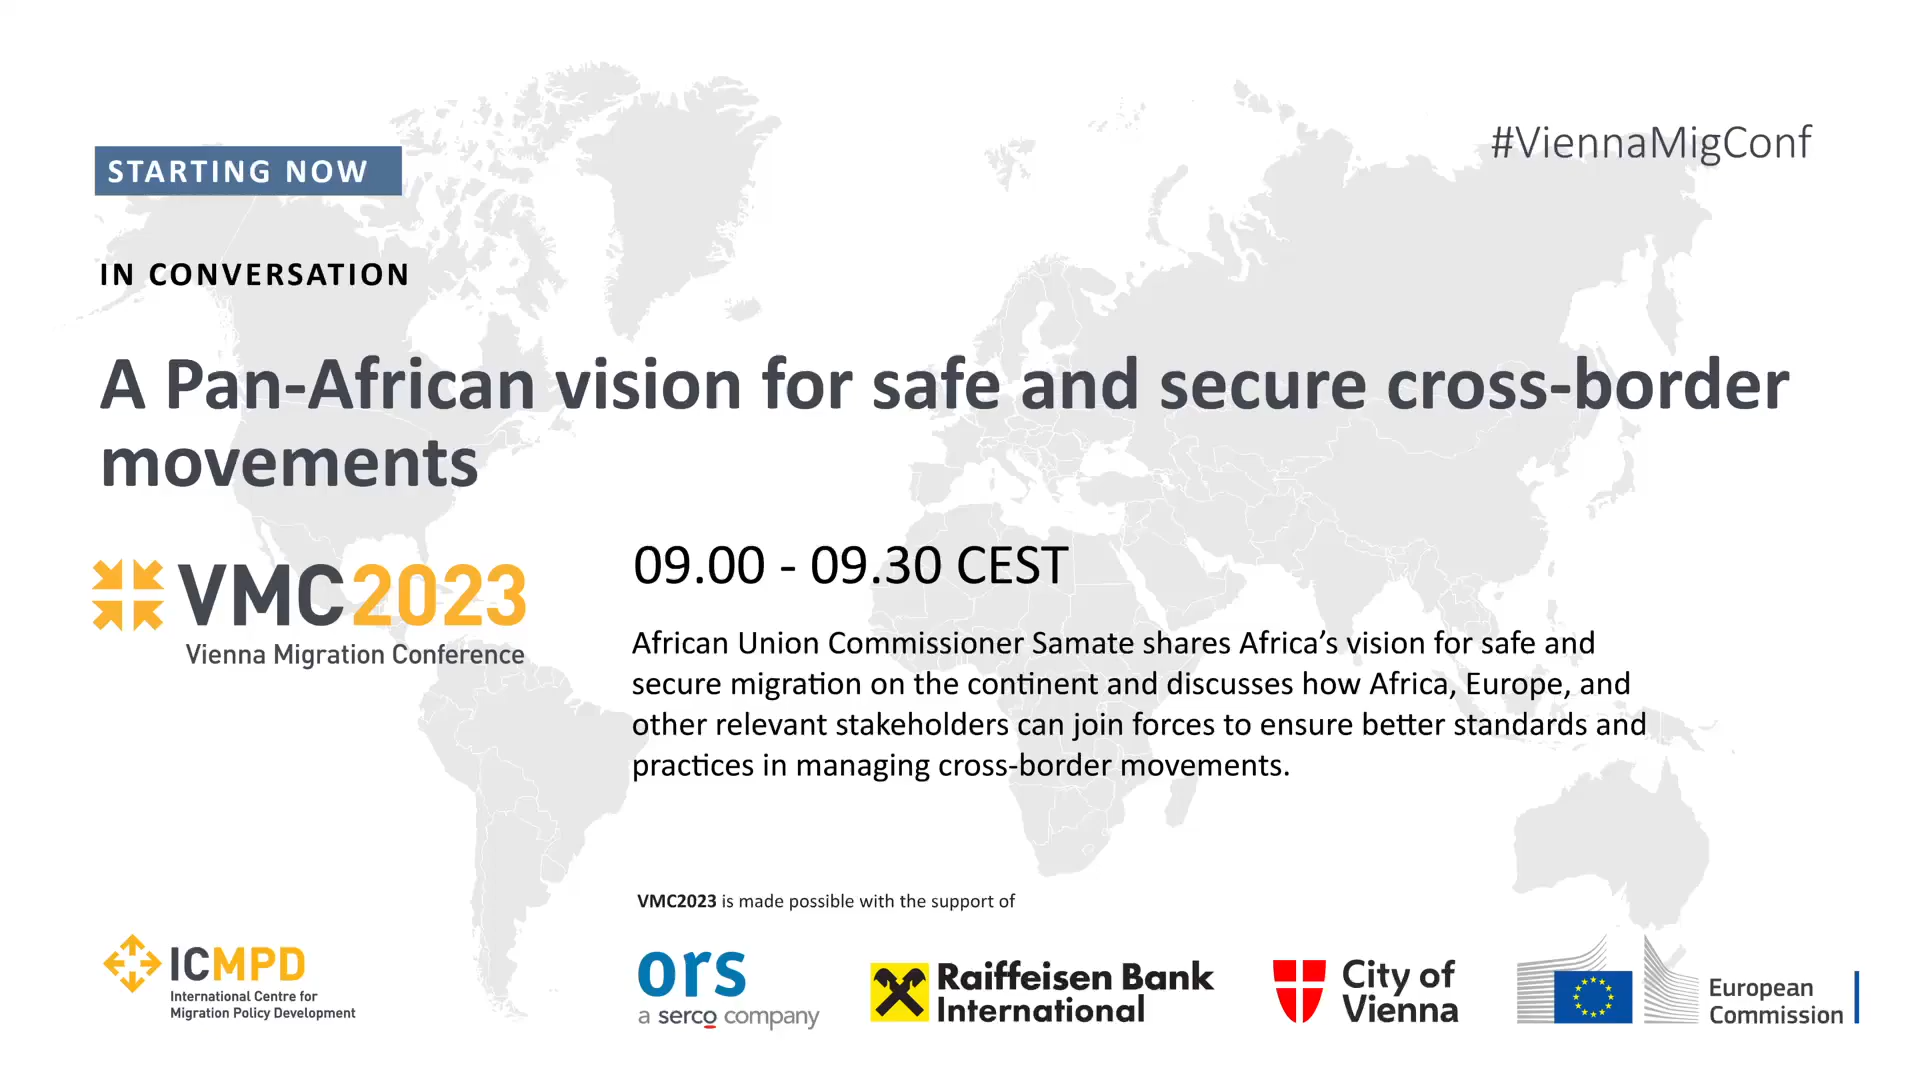 #ViennaMigConf
STARTING NOW
IN CONVERSATION
A Pan-African vision for safe and secure cross-border
movements
VMC2023
Vienna Migration Conference
09.00 - 09.30 CEST
African Union Commissioner Samate shares Africa’s vision for safe and
secure migration on the continent and discusses how Africa, Europe, and
other relevant stakeholders can join forces to ensure better standards and
practices in managing cross-border movements.
VMC2023 is made possible with the support of
ICMPD
International Centre for
Migration Policy Development
ors
a serco company
Raiffeisen Bank
International
City of
Vienna
European
Commission